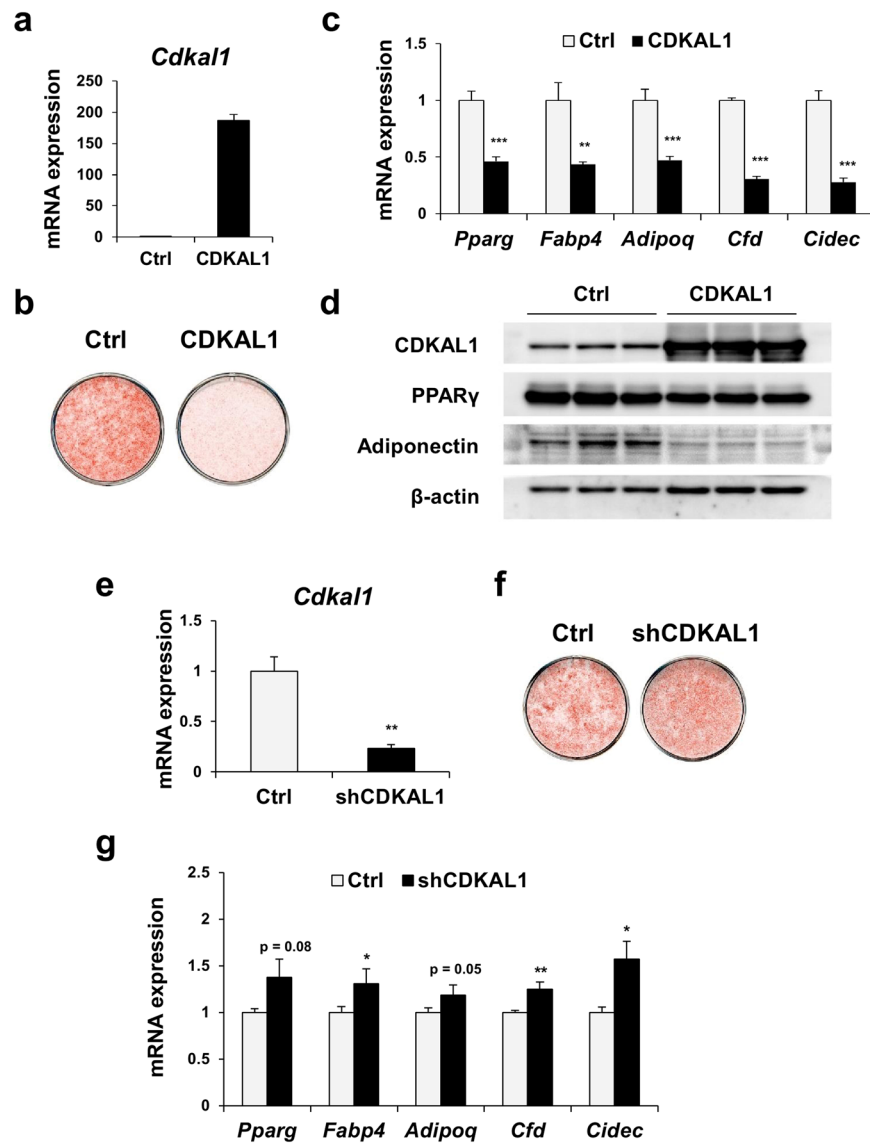 a
Cdkal1
mRNA expression
250
200
150
100
50
0
Ctrl CDKAL1
c
Ctrl CDKAL1
mRNA expression
1.5
1
0.5
0
*** ** *** *** ***
Pparg Fabp4 Adipoq Cfd Cidec
b
Ctrl CDKAL1
d
Ctrl CDKAL1
CDKAL1
PPARγ
Adiponectin
β-actin
e
Cdkal1
mRNA expression
1.5
1
0.5
0
**
Ctrl shCDKAL1
f
Ctrl shCDKAL1
g
Ctrl shCDKAL1
mRNA expression
2.5
2
1.5
1
0.5
0
p = 0.08 * p = 0.05 ** *
Pparg Fabp4 Adipoq Cfd Cidec